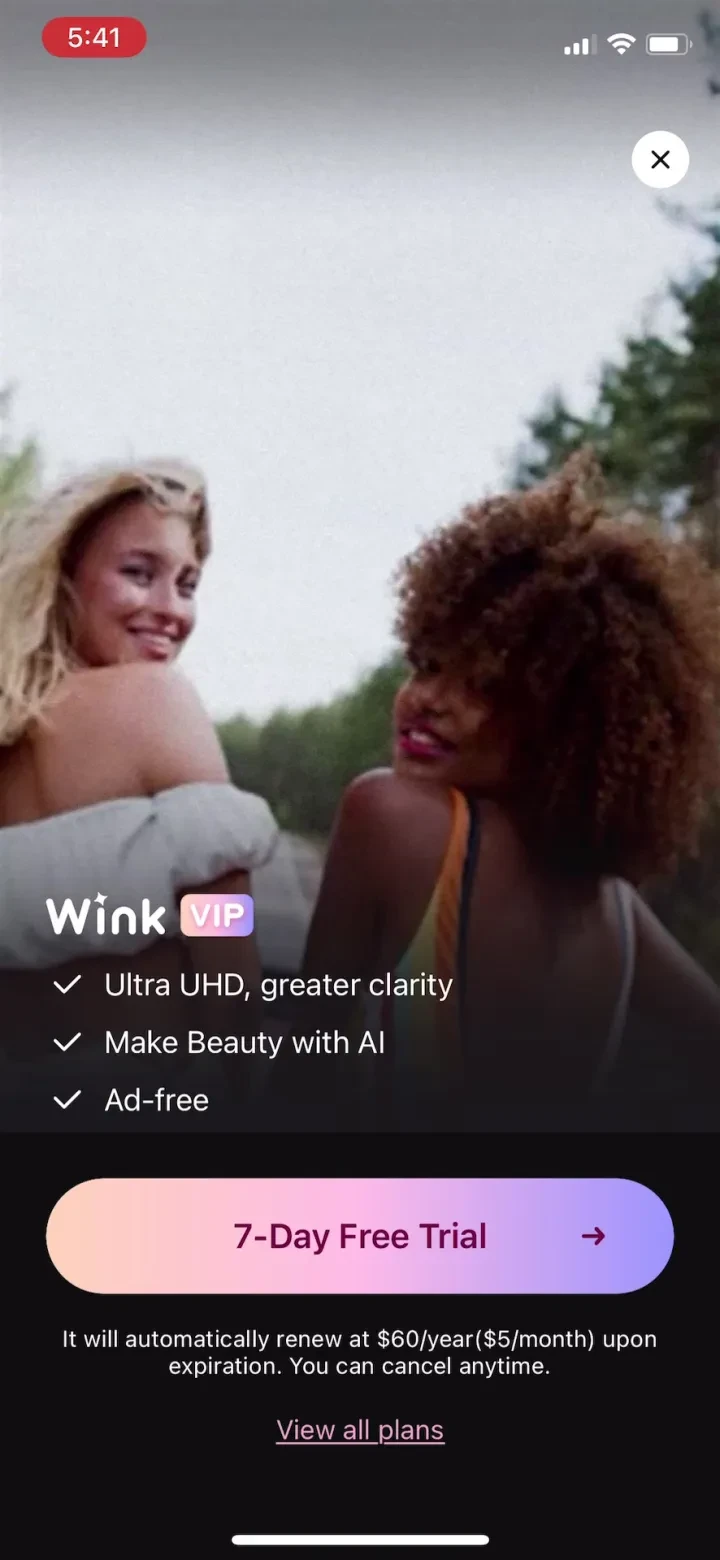 5:41
Wink VIP
Ultra UHD, greater clarity
Make Beauty with AI
Ad-free
7-Day Free Trial
It will automatically renew at $60/year($5/month) upon
expiration. You can cancel anytime.
View all plans